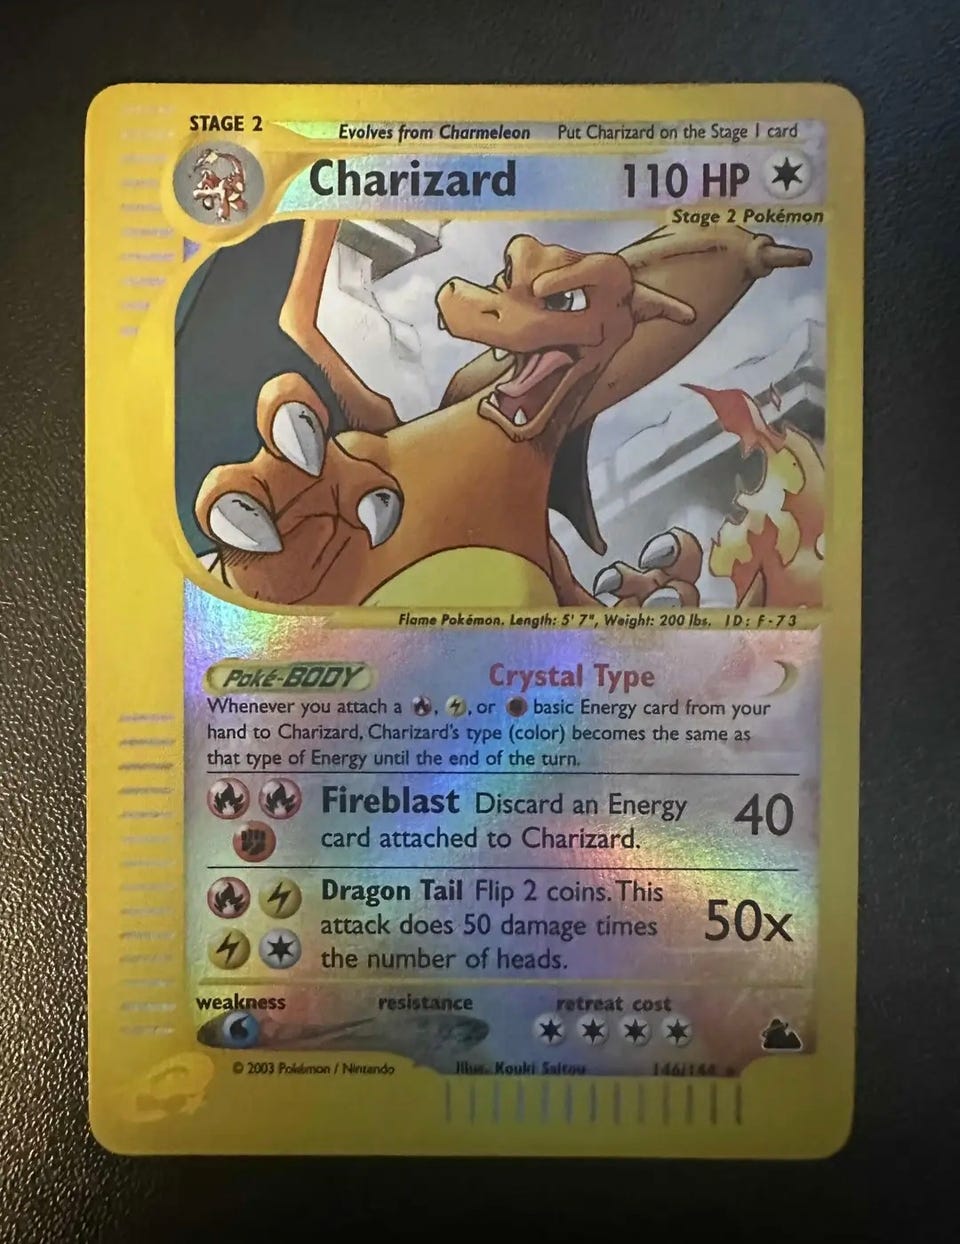 STAGE 2
Evolves from Charmeleon Put Charizard on the Stage 1 card
Charizard 110 HP
Stage 2 Pokémon
Flame Pokémon. Length: 5' 7", Weight: 200 lbs. ID: F-73
Poké-BODY Crystal Type
Whenever you attach a , , or basic Energy card from your
hand to Charizard, Charizard's type (color) becomes the same as
that type of Energy until the end of the turn.
Fireblast Discard an Energy 40
card attached to Charizard.
Dragon Tail Flip 2 coins. This
attack does 50 damage times 50x
the number of heads.
weakness resistance retreat cost
© 2003 Pokémon / Nintendo Illus. Kouki Saitou 146/144